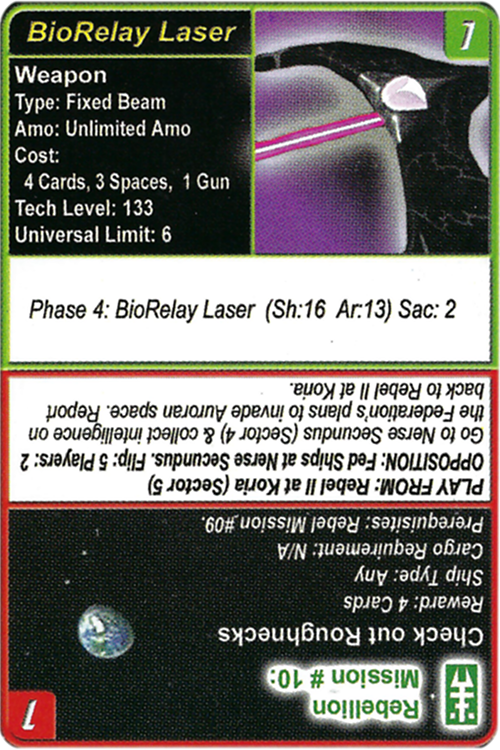 BioRelay Laser
1
Weapon
Type: Fixed Beam
Amo: Unlimited Amo
Cost:
4 Cards, 3 Spaces, 1 Gun
Tech Level: 133
Universal Limit: 6
Phase 4: BioRelay Laser (Sh:16 Ar:13) Sac: 2
1
Rebellion
Mission # 10:
Check out Roughnecks
Reward: 4 Cards
Ship Type: Any
Cargo Requirement: N/A
Prerequisites: Rebel Mission #09.
PLAY FROM: Rebel II at Koria (Sector 5)
OPPOSITION: Fed Ships at Nerse Secundus. Flip: 5 Players: 2
Go to Nerse Secundus (Sector 4) & collect intelligence on
the Federation's plans to invade Auroran space. Report
back to Rebel II at Koria.